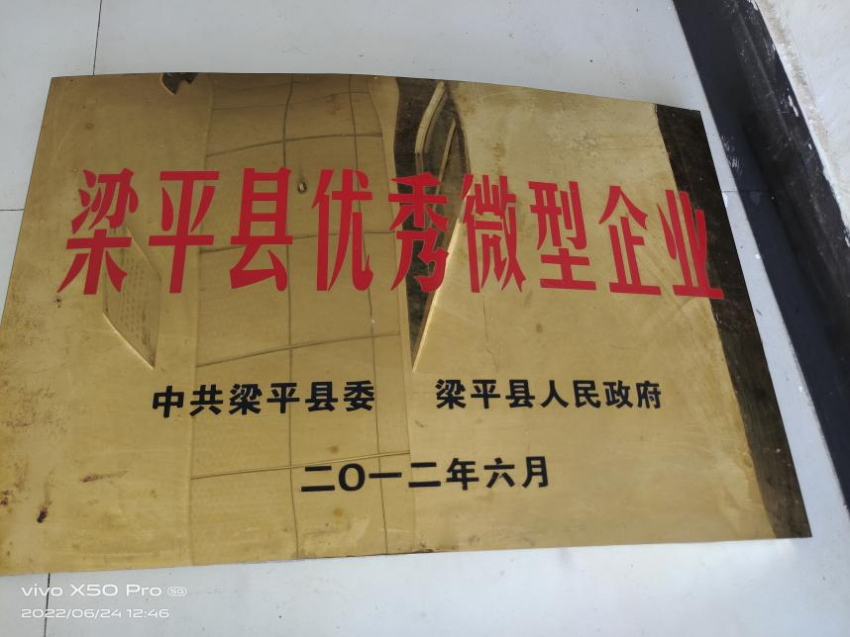 梁平县优秀微型企业
中共梁平县委 梁平县人民政府
二〇一二年六月
vivo X50 Pro 5G
2022/06/24 12:46